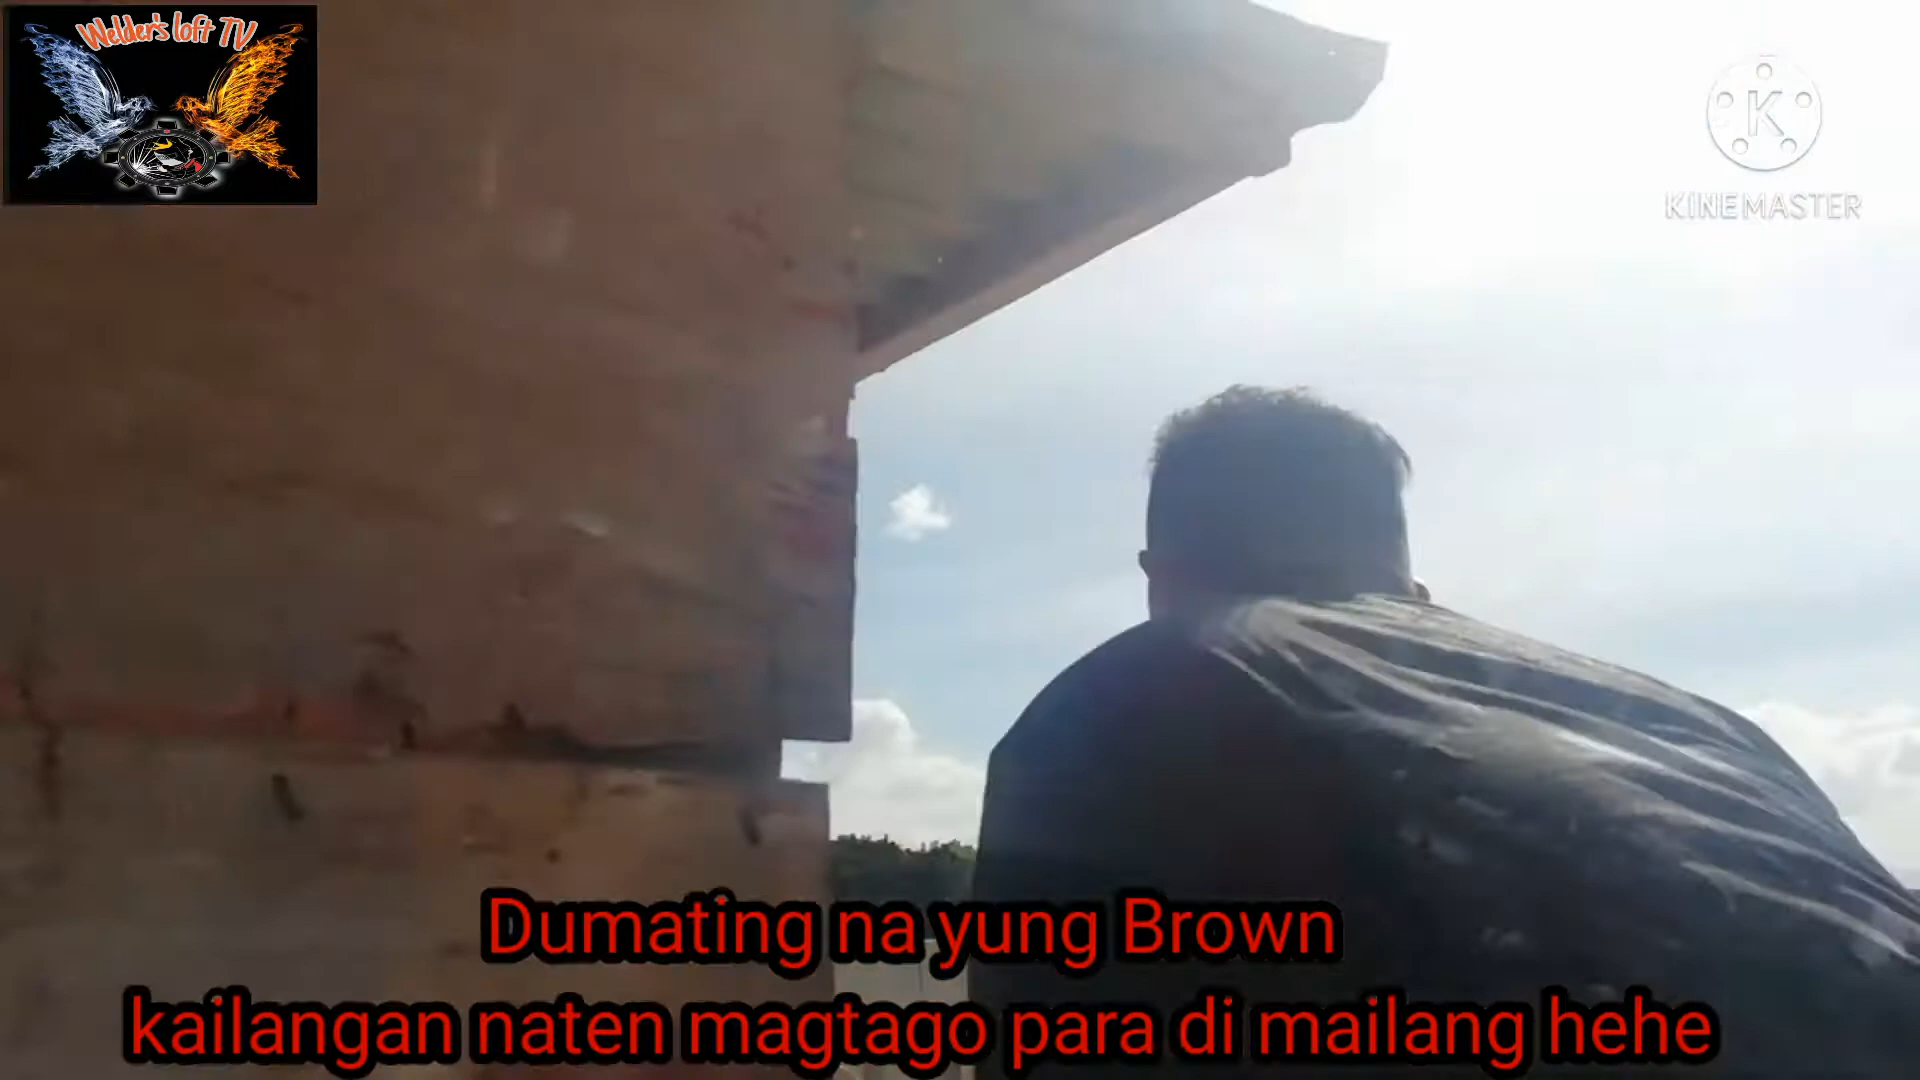 Welder's loft TV
K
KINEMASTER
Dumating na yung Brown
kailangan naten magtago para di mailang hehe